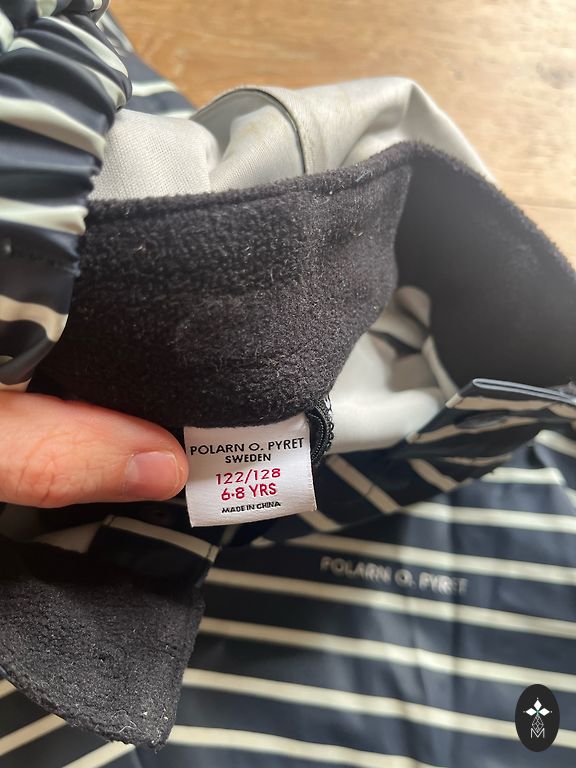 POLARN O. PYRET
SWEDEN
122/128
6-8 YRS
MADE IN CHINA
POLARN O. PYRET
M